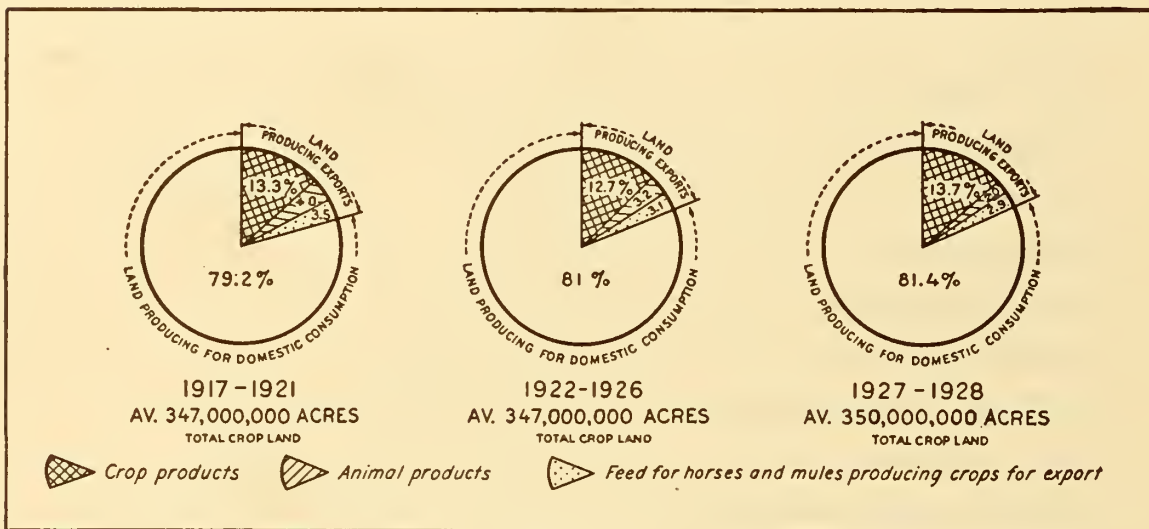 LAND
PRODUCING EXPORTS
13.3%
4.0
3.5
79.2%
LAND PRODUCING FOR DOMESTIC CONSUMPTION
1917-1921
AV. 347,000,000 ACRES
TOTAL CROP LAND
LAND
PRODUCING EXPORTS
12.7%
3.2
3.1
81%
LAND PRODUCING FOR DOMESTIC CONSUMPTION
1922-1926
AV. 347,000,000 ACRES
TOTAL CROP LAND
LAND
PRODUCING EXPORTS
13.7%
2.9
81.4%
LAND PRODUCING FOR DOMESTIC CONSUMPTION
1927-1928
AV. 350,000,000 ACRES
TOTAL CROP LAND
Crop products
Animal products
Feed for horses and mules producing crops for export